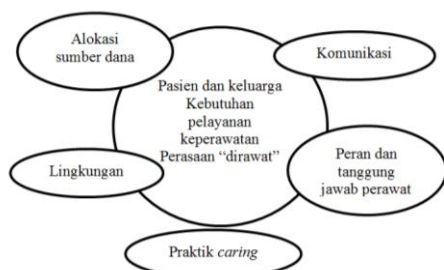 Alokasi
sumber dana
Komunikasi
Pasien dan keluarga
Kebutuhan
pelayanan
keperawatan
Perasaan “dirawat”
Lingkungan
Peran dan
tanggung
jawab perawat
Praktik caring